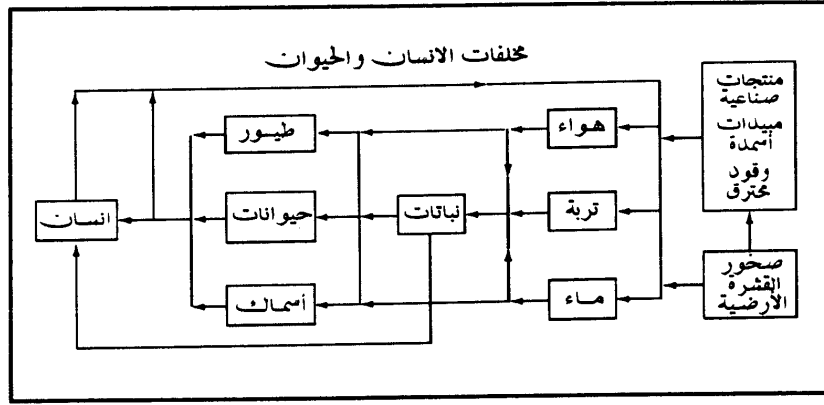 مخلفات الانسان والحيوان
منتجات
صناعية
مبيدات
أسمدة
وقود
محترق
صخور
القشرة
الأرضية
هواء
تربة
ماء
نباتات
طيور
حيوانات
أسماك
انسان